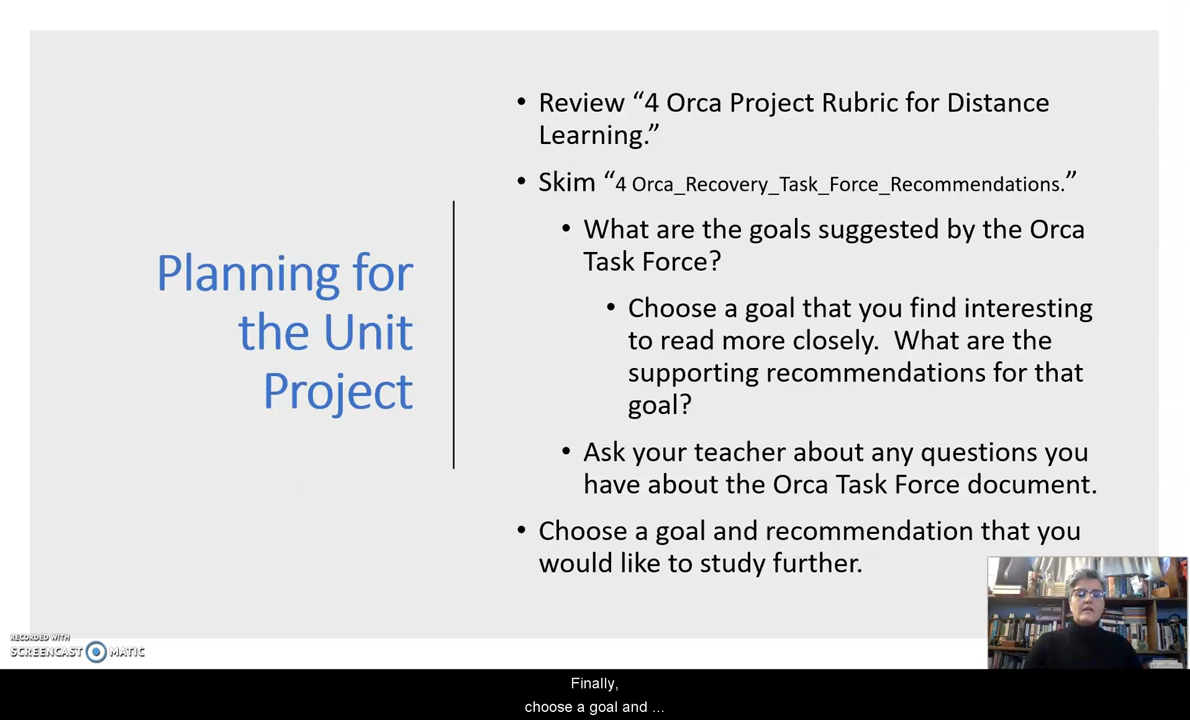 Planning for
the Unit
Project
• Review “4 Orca Project Rubric for Distance
Learning.”
• Skim “4 Orca_Recovery_Task_Force_Recommendations.”
• What are the goals suggested by the Orca
Task Force?
• Choose a goal that you find interesting
to read more closely.  What are the
supporting recommendations for that
goal?
• Ask your teacher about any questions you
have about the Orca Task Force document.
• Choose a goal and recommendation that you
would like to study further.
RECORDED WITH
SCREENCAST MATIC
Finally,
choose a goal and ...